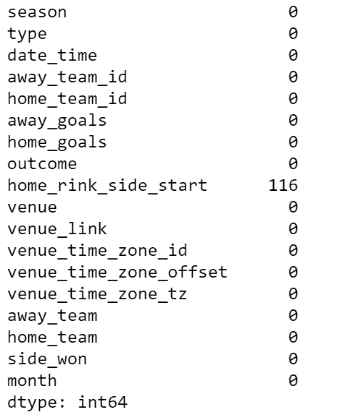 season 0
type 0
date_time 0
away_team_id 0
home_team_id 0
away_goals 0
home_goals 0
outcome 0
home_rink_side_start 116
venue 0
venue_link 0
venue_time_zone_id 0
venue_time_zone_offset 0
venue_time_zone_tz 0
away_team 0
home_team 0
side_won 0
month 0
dtype: int64